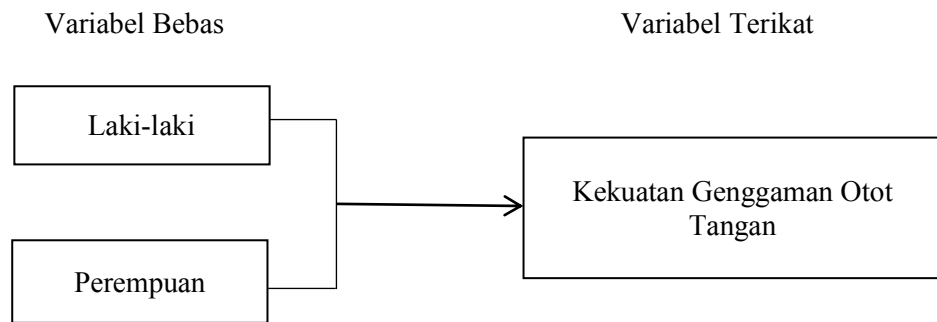 Variabel Bebas
Variabel Terikat
Laki-laki
Kekuatan Genggaman Otot
Tangan
Perempuan